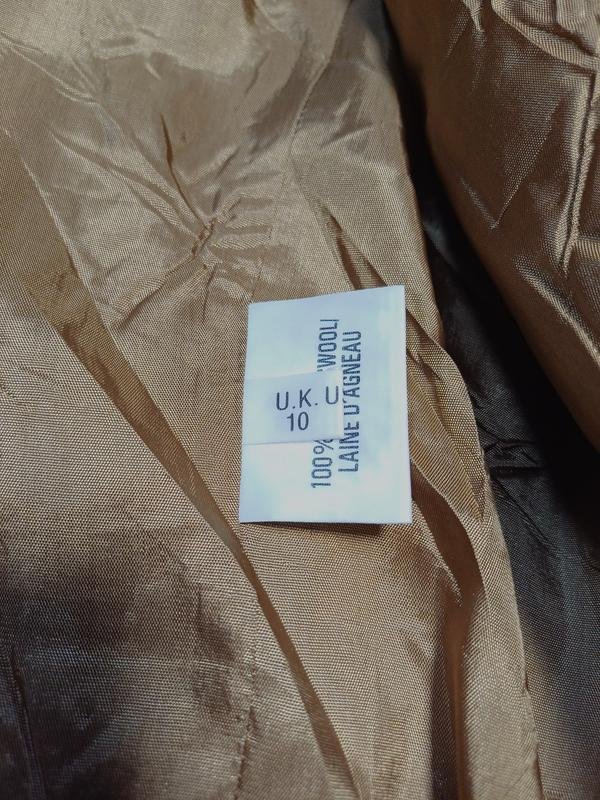 U.K. U
10
100% WOOL/
LAINE D'AGNEAU